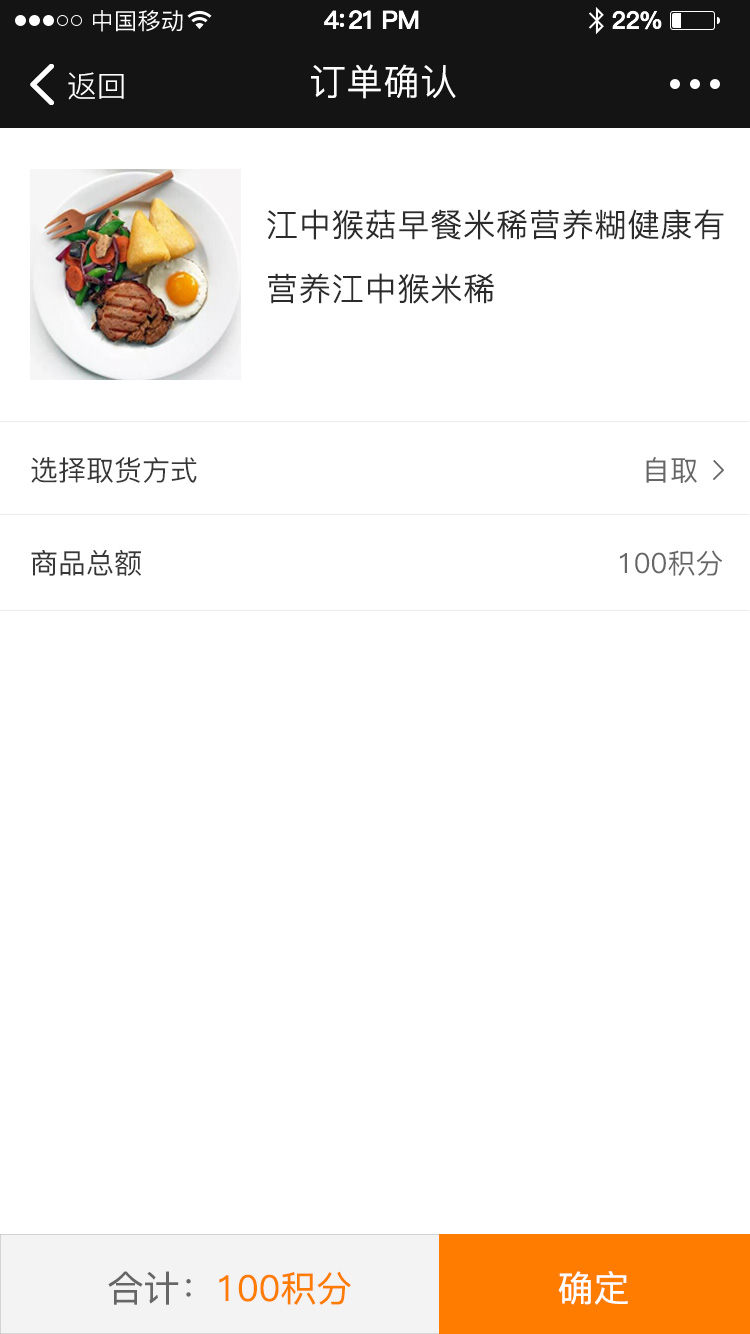 中国移动 4:21 PM 22%
返回 订单确认
江中猴菇早餐米稀营养糊健康有
营养江中猴米稀
选择取货方式 自取
商品总额 100积分
合计：100积分 确定